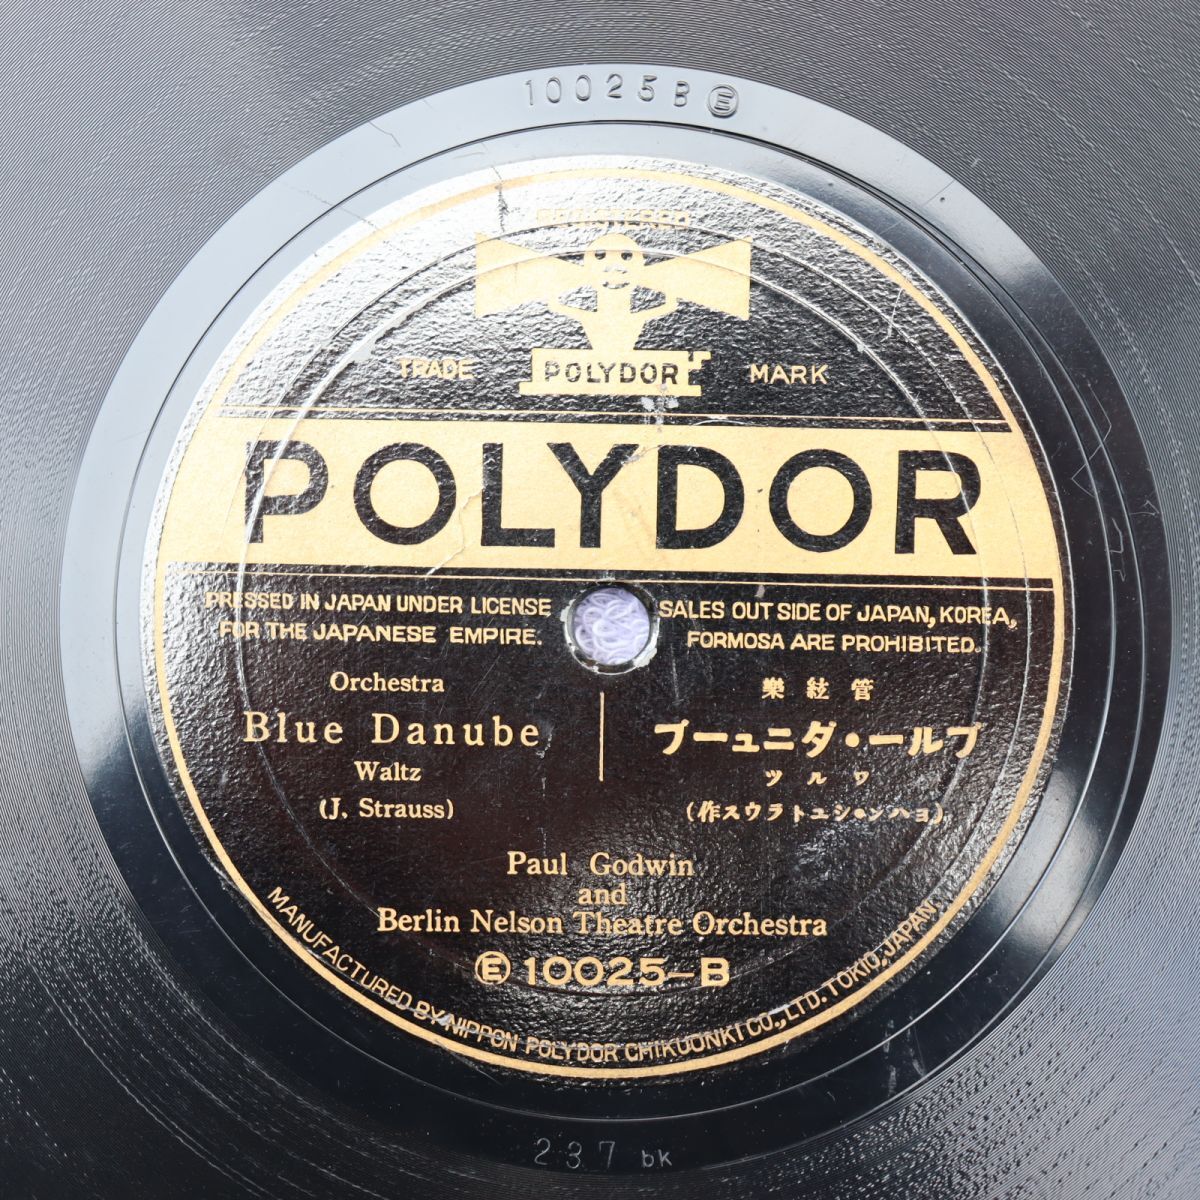 10025B Ⓔ
REGISTERED
TRADE POLYDOR MARK
POLYDOR
PRESSED IN JAPAN UNDER LICENSE
FOR THE JAPANESE EMPIRE.
SALES OUT SIDE OF JAPAN, KOREA,
FORMOSA ARE PROHIBITED.
Orchestra
Blue Danube
Waltz
(J. Strauss)
管絃樂
ブルー・ダニューブ
ワルツ
(ヨハン・シュトラウス作)
Paul Godwin
and
Berlin Nelson Theatre Orchestra
Ⓔ 10025-B
MANUFACTURED BY NIPPON POLYDOR CHIKUONKI CO., LTD. TOKIO, JAPAN
237 bk